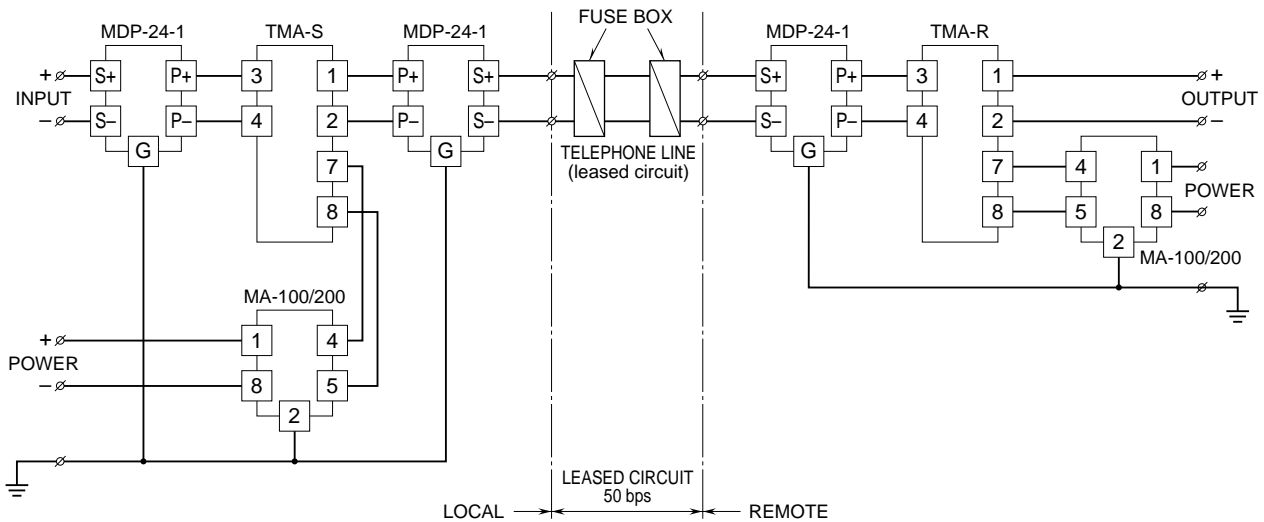 FUSE BOX
MDP-24-1 TMA-S MDP-24-1 MDP-24-1 TMA-R
+ S+ P+ 3 1 P+ S+ S+ P+ 3 1 +
INPUT OUTPUT
– S– P– 4 2 P– S– S– P– 4 2 –
G 7 G TELEPHONE LINE G 7 4 1
(leased circuit)
POWER
8 8 5 8
2
MA-100/200
MA-100/200
+ 1 4
POWER
– 8 5
2
LEASED CIRCUIT
50 bps
LOCAL REMOTE